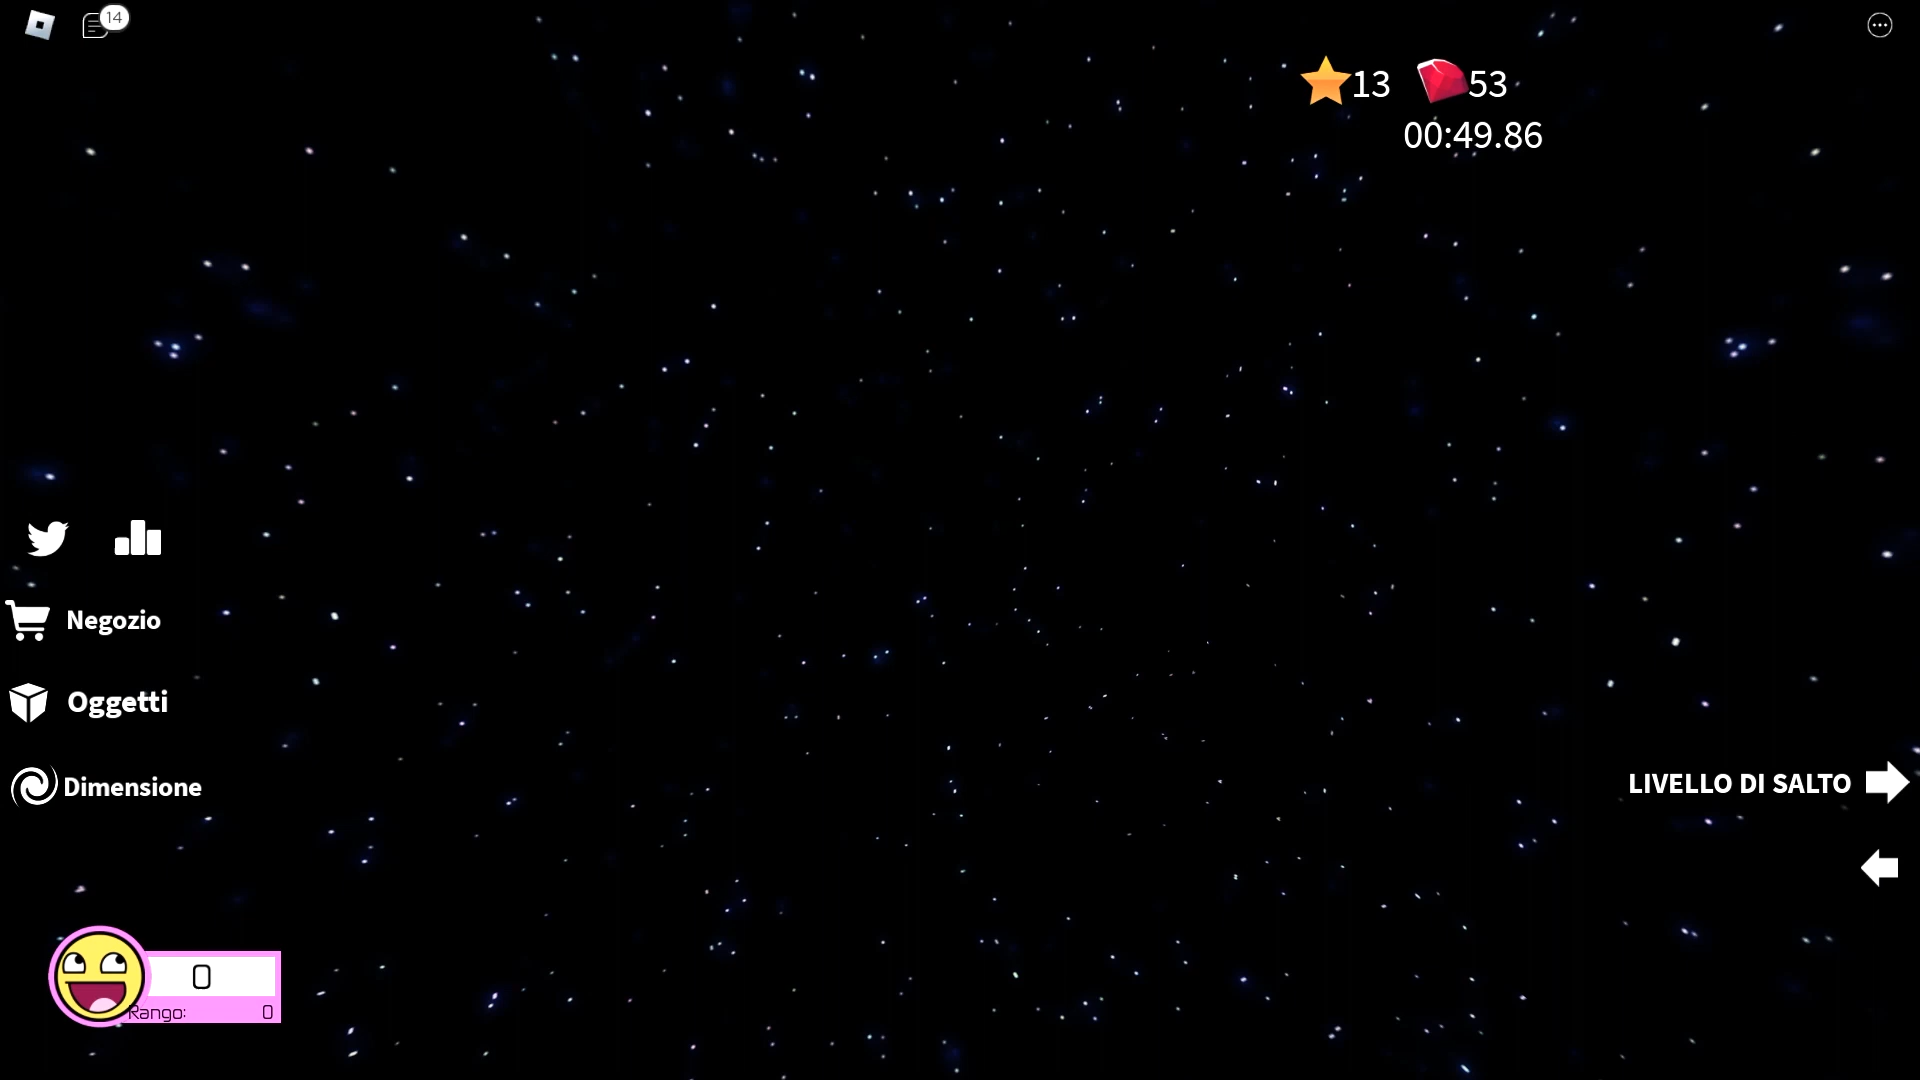 14
13 53
00:49.86
Negozio
Oggetti
Dimensione
LIVELLO DI SALTO
0
Rango: 0